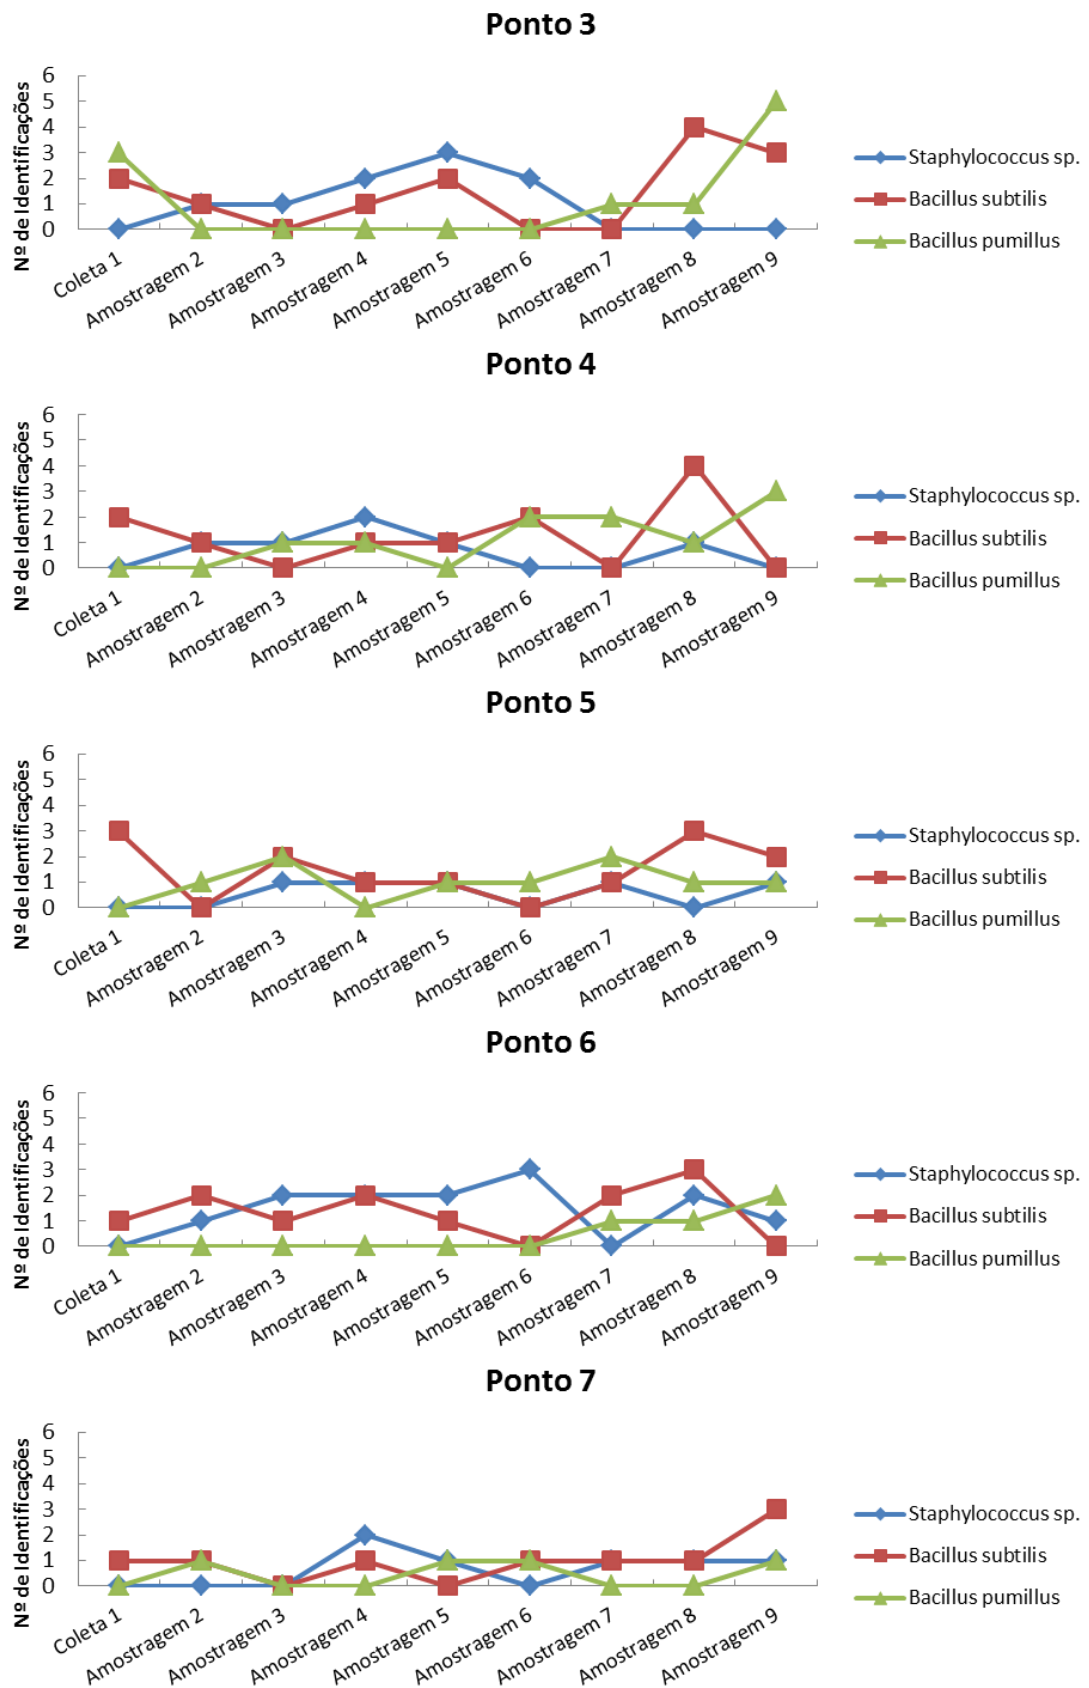 Ponto 3
Nº de Identificações
6
5
4
3
2
1
0
Coleta 1
Amostragem 2
Amostragem 3
Amostragem 4
Amostragem 5
Amostragem 6
Amostragem 7
Amostragem 8
Amostragem 9
Staphylococcus sp.
Bacillus subtilis
Bacillus pumillus
Ponto 4
Nº de Identificações
6
5
4
3
2
1
0
Coleta 1
Amostragem 2
Amostragem 3
Amostragem 4
Amostragem 5
Amostragem 6
Amostragem 7
Amostragem 8
Amostragem 9
Staphylococcus sp.
Bacillus subtilis
Bacillus pumillus
Ponto 5
Nº de Identificações
6
5
4
3
2
1
0
Coleta 1
Amostragem 2
Amostragem 3
Amostragem 4
Amostragem 5
Amostragem 6
Amostragem 7
Amostragem 8
Amostragem 9
Staphylococcus sp.
Bacillus subtilis
Bacillus pumillus
Ponto 6
Nº de Identificações
6
5
4
3
2
1
0
Coleta 1
Amostragem 2
Amostragem 3
Amostragem 4
Amostragem 5
Amostragem 6
Amostragem 7
Amostragem 8
Amostragem 9
Staphylococcus sp.
Bacillus subtilis
Bacillus pumillus
Ponto 7
Nº de Identificações
6
5
4
3
2
1
0
Coleta 1
Amostragem 2
Amostragem 3
Amostragem 4
Amostragem 5
Amostragem 6
Amostragem 7
Amostragem 8
Amostragem 9
Staphylococcus sp.
Bacillus subtilis
Bacillus pumillus